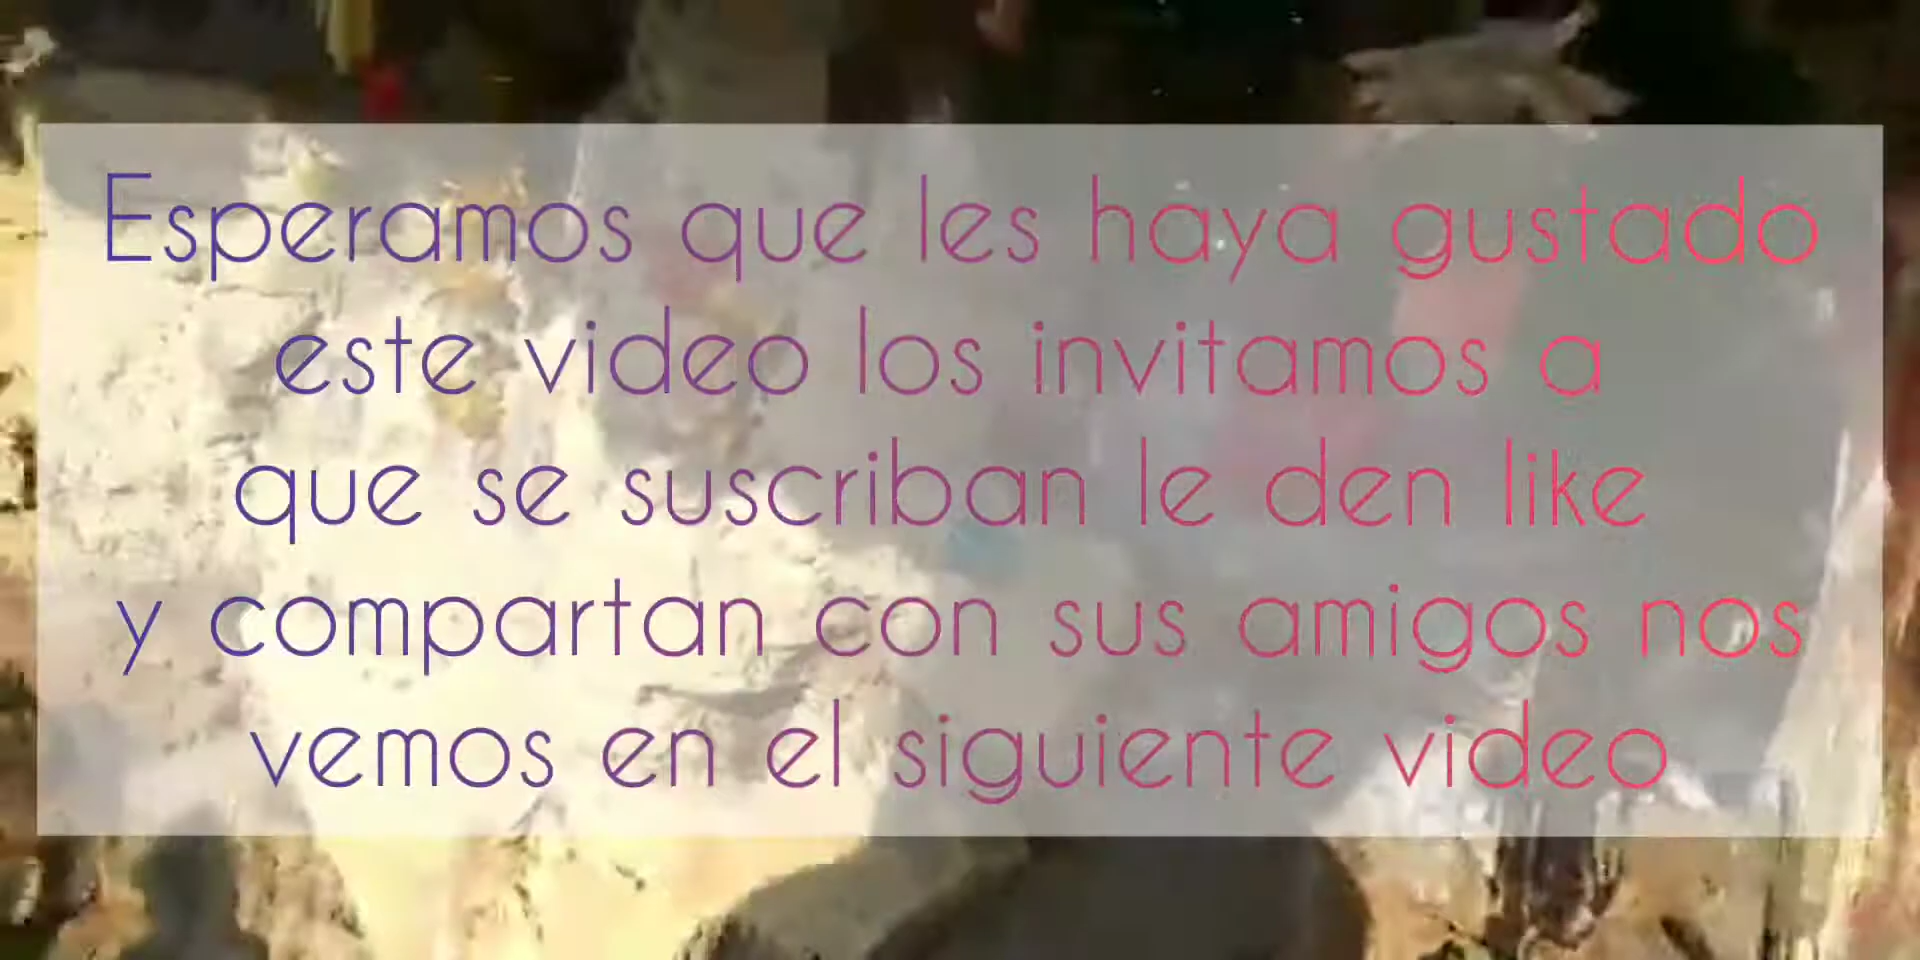 Esperamos que les haya gustado
este video los invitamos a
que se suscriban le den like
y compartan con sus amigos nos
vemos en el siguiente video